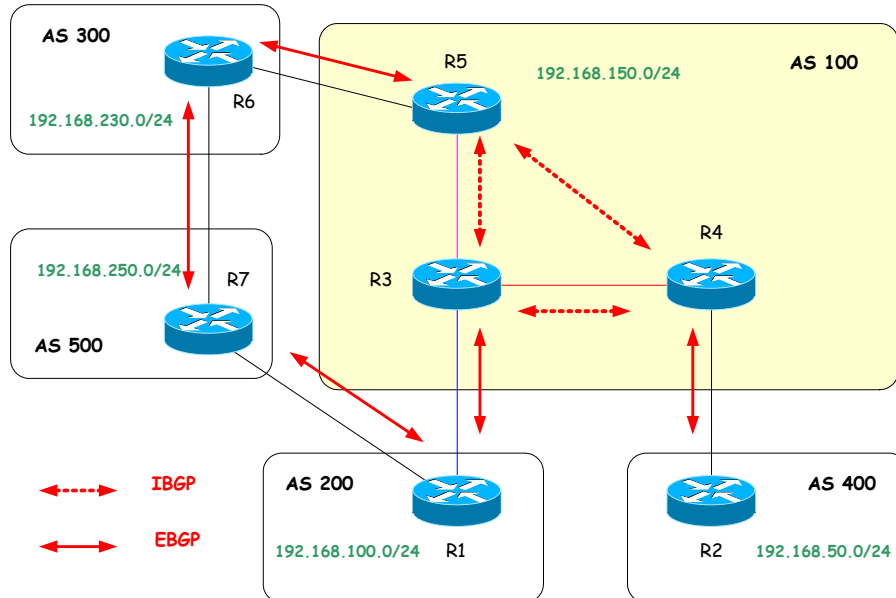 AS 300
R6
192.168.230.0/24
R5
192.168.150.0/24
AS 100
R4
R3
192.168.250.0/24
R7
AS 500
IBGP
EBGP
AS 200
192.168.100.0/24
R1
AS 400
R2
192.168.50.0/24